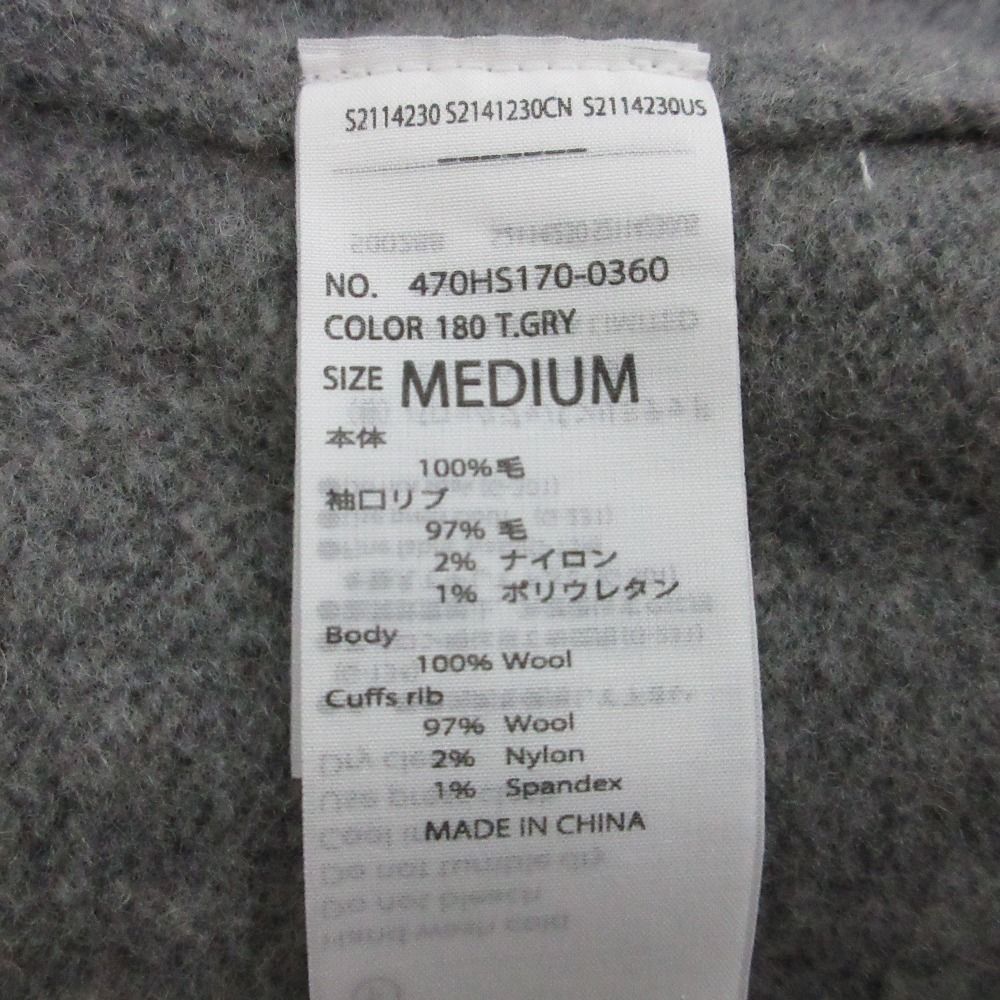 S2114230 S2141230CN S2114230US
NO. 470HS170-0360
COLOR 180 T.GRY
SIZE MEDIUM
本体
100% 毛
袖口リブ
97% 毛
2% ナイロン
1% ポリウレタン
Body
100% Wool
Cuffs rib
97% Wool
2% Nylon
1% Spandex
MADE IN CHINA